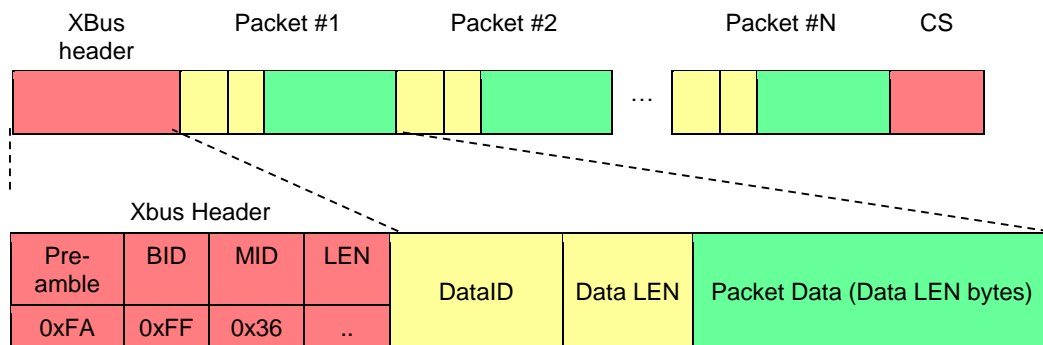 XBus
header
Packet #1
Packet #2
Packet #N
CS
...
Xbus Header
Pre-
amble
BID
MID
LEN
DataID
Data LEN
Packet Data (Data LEN bytes)
0xFA
0xFF
0x36
..